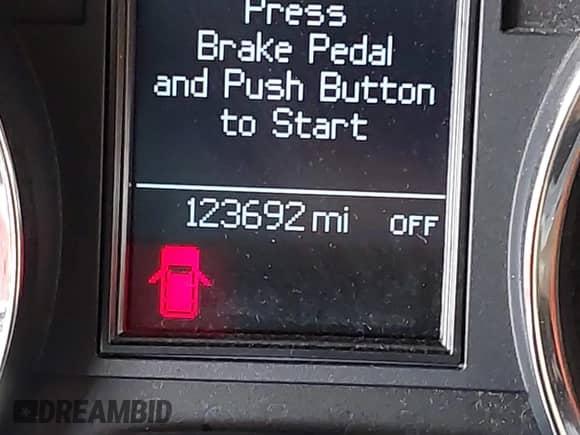 Press
Brake Pedal
and Push Button
to Start
123692 mi OFF
DREAMBID